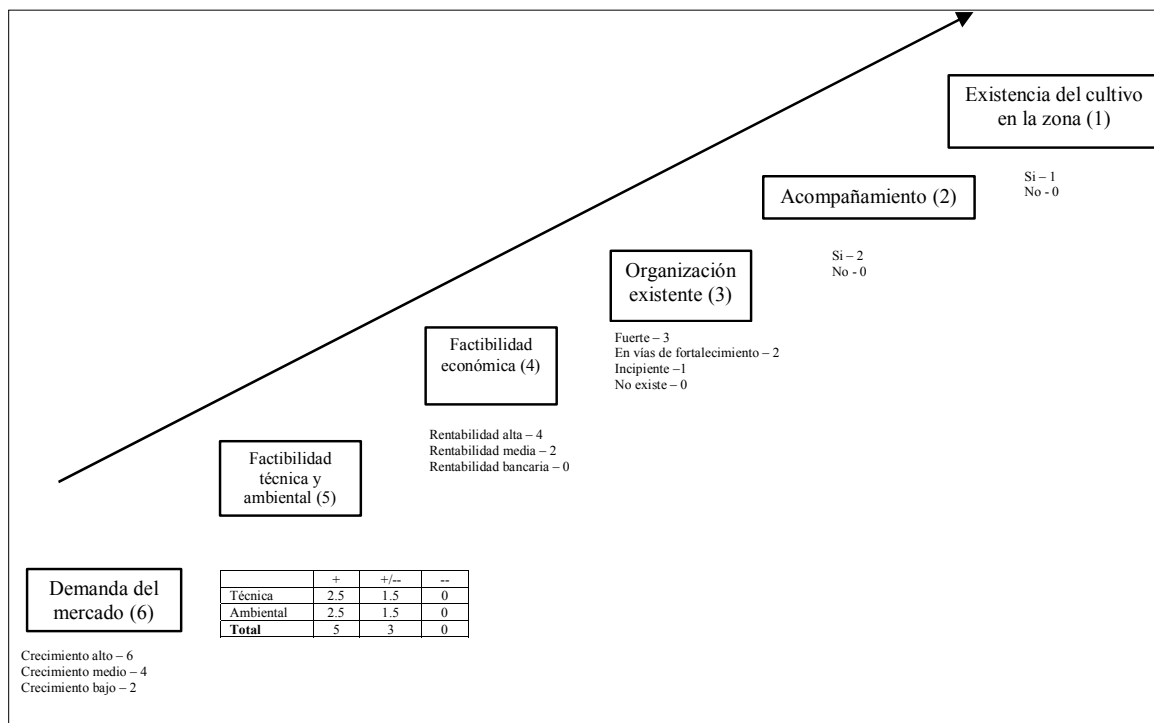 Existencia del cultivo
en la zona (1)
Si – 1
No - 0
Acompañamiento (2)
Si – 2
No - 0
Organización
existente (3)
Fuerte – 3
En vías de fortalecimiento – 2
Incipiente –1
No existe – 0
Factibilidad
económica (4)
Rentabilidad alta – 4
Rentabilidad media – 2
Rentabilidad bancaria – 0
Factibilidad
técnica y
ambiental (5)
+ +/-- --
Técnica 2.5 1.5 0
Ambiental 2.5 1.5 0
Total 5 3 0
Demanda del
mercado (6)
Crecimiento alto – 6
Crecimiento medio – 4
Crecimiento bajo – 2